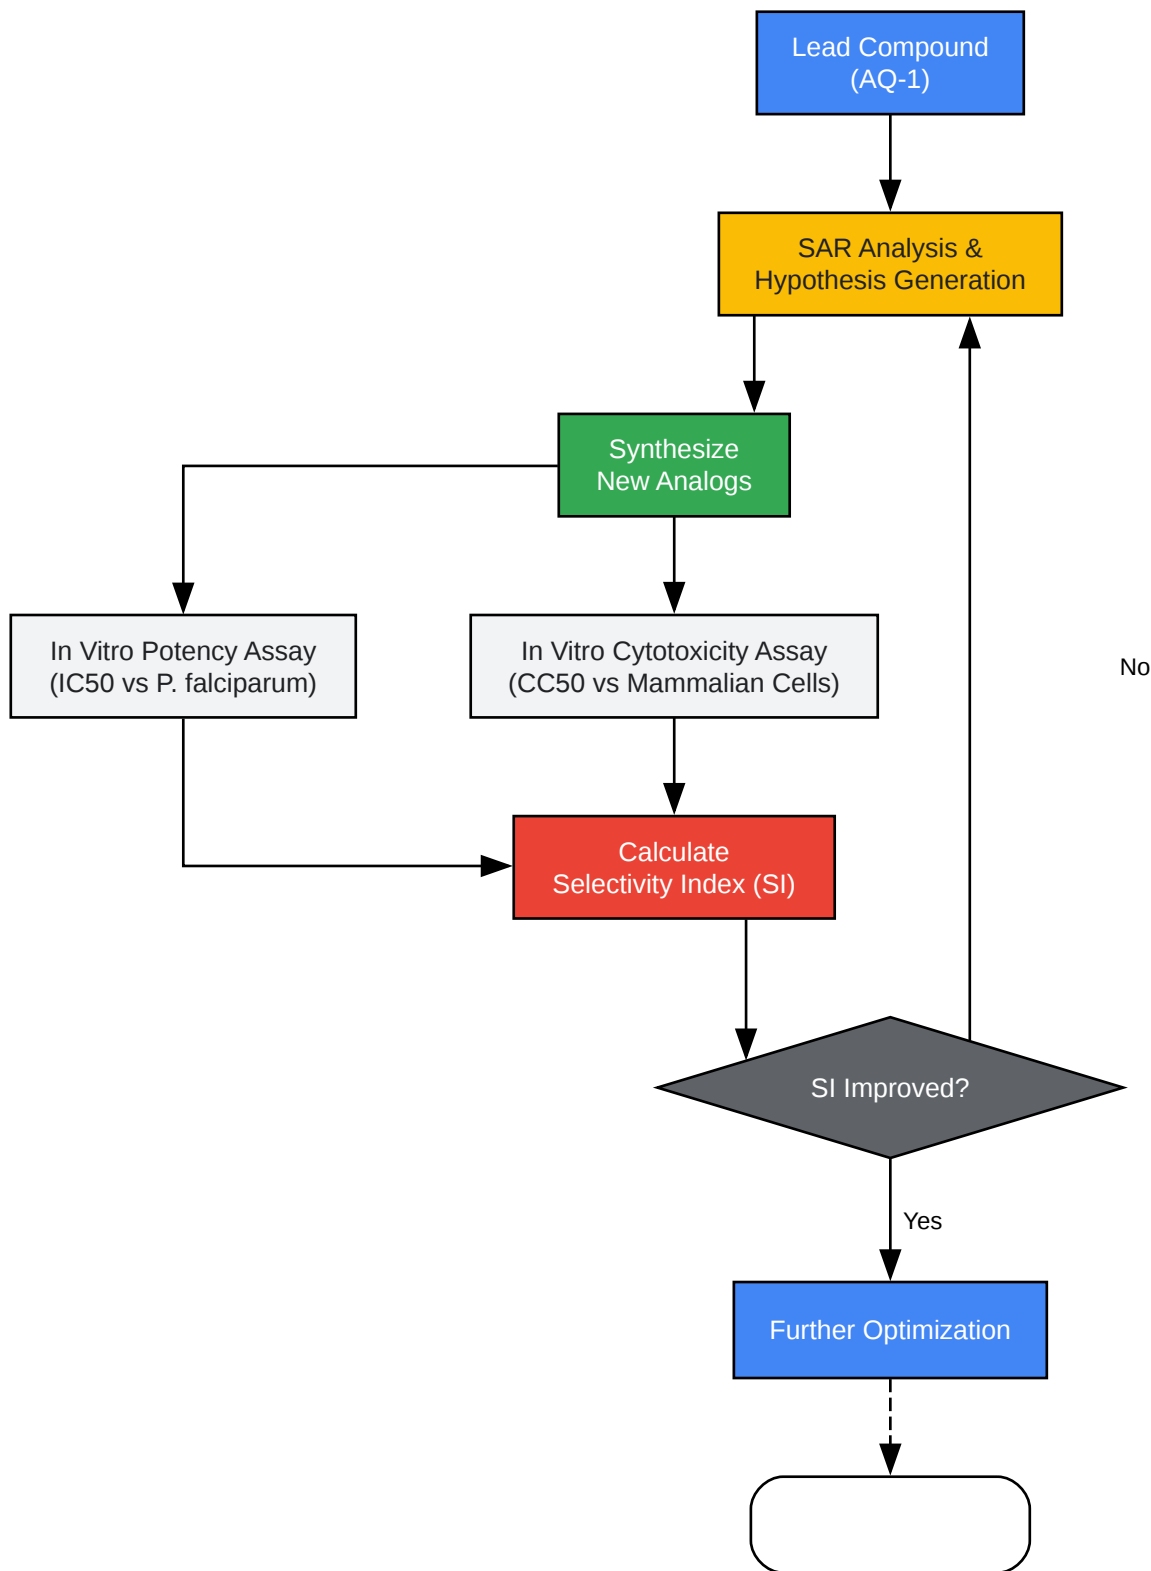 Lead Compound
(AQ-1)
SAR Analysis &
Hypothesis Generation
Synthesize
New Analogs
In Vitro Potency Assay
(IC50 vs P. falciparum)
In Vitro Cytotoxicity Assay
(CC50 vs Mammalian Cells)
No
Calculate
Selectivity Index (SI)
SI Improved?
Yes
Further Optimization